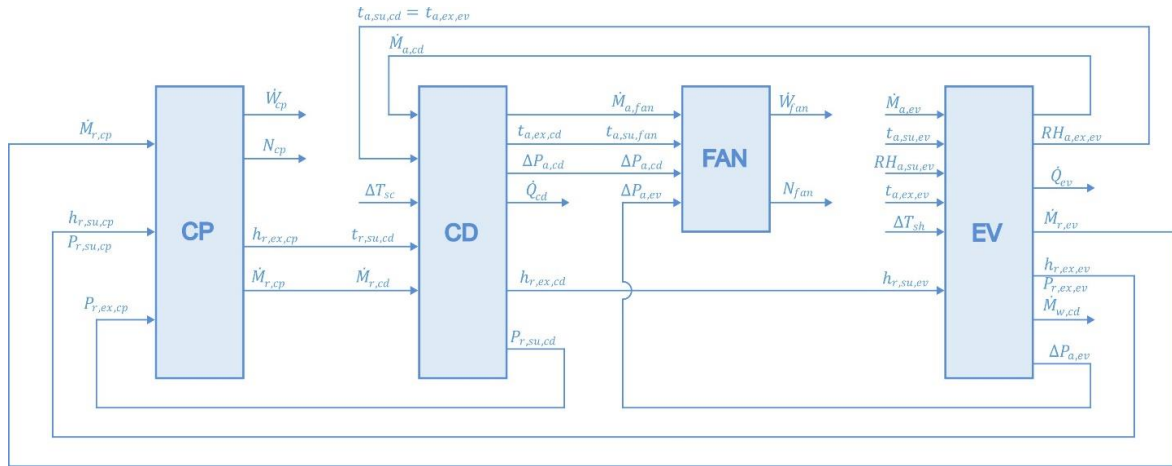 t_{a,su,cd} = t_{a,ex,ev}
Ṁ_{a,cd}
Ṁ_{r,cp}
h_{r,su,cp}
P_{r,su,cp}
P_{r,ex,cp}
CP
Ẇ_{cp}
N_{cp}
h_{r,ex,cp}
t_{r,su,cd}
Ṁ_{r,cp}
Ṁ_{r,cd}
ΔT_{sc}
CD
Ṁ_{a,fan}
t_{a,ex,cd}
t_{a,su,fan}
ΔP_{a,cd}
ΔP_{a,cd}
Q̇_{cd}
ΔP_{a,ev}
h_{r,ex,cd}
h_{r,su,ev}
P_{r,su,cd}
FAN
Ẇ_{fan}
N_{fan}
Ṁ_{a,ev}
t_{a,su,ev}
RH_{a,su,ev}
t_{a,ex,ev}
ΔT_{sh}
EV
RH_{a,ex,ev}
Q̇_{ev}
Ṁ_{r,ev}
h_{r,ex,ev}
P_{r,ex,ev}
Ṁ_{w,cd}
ΔP_{a,ev}